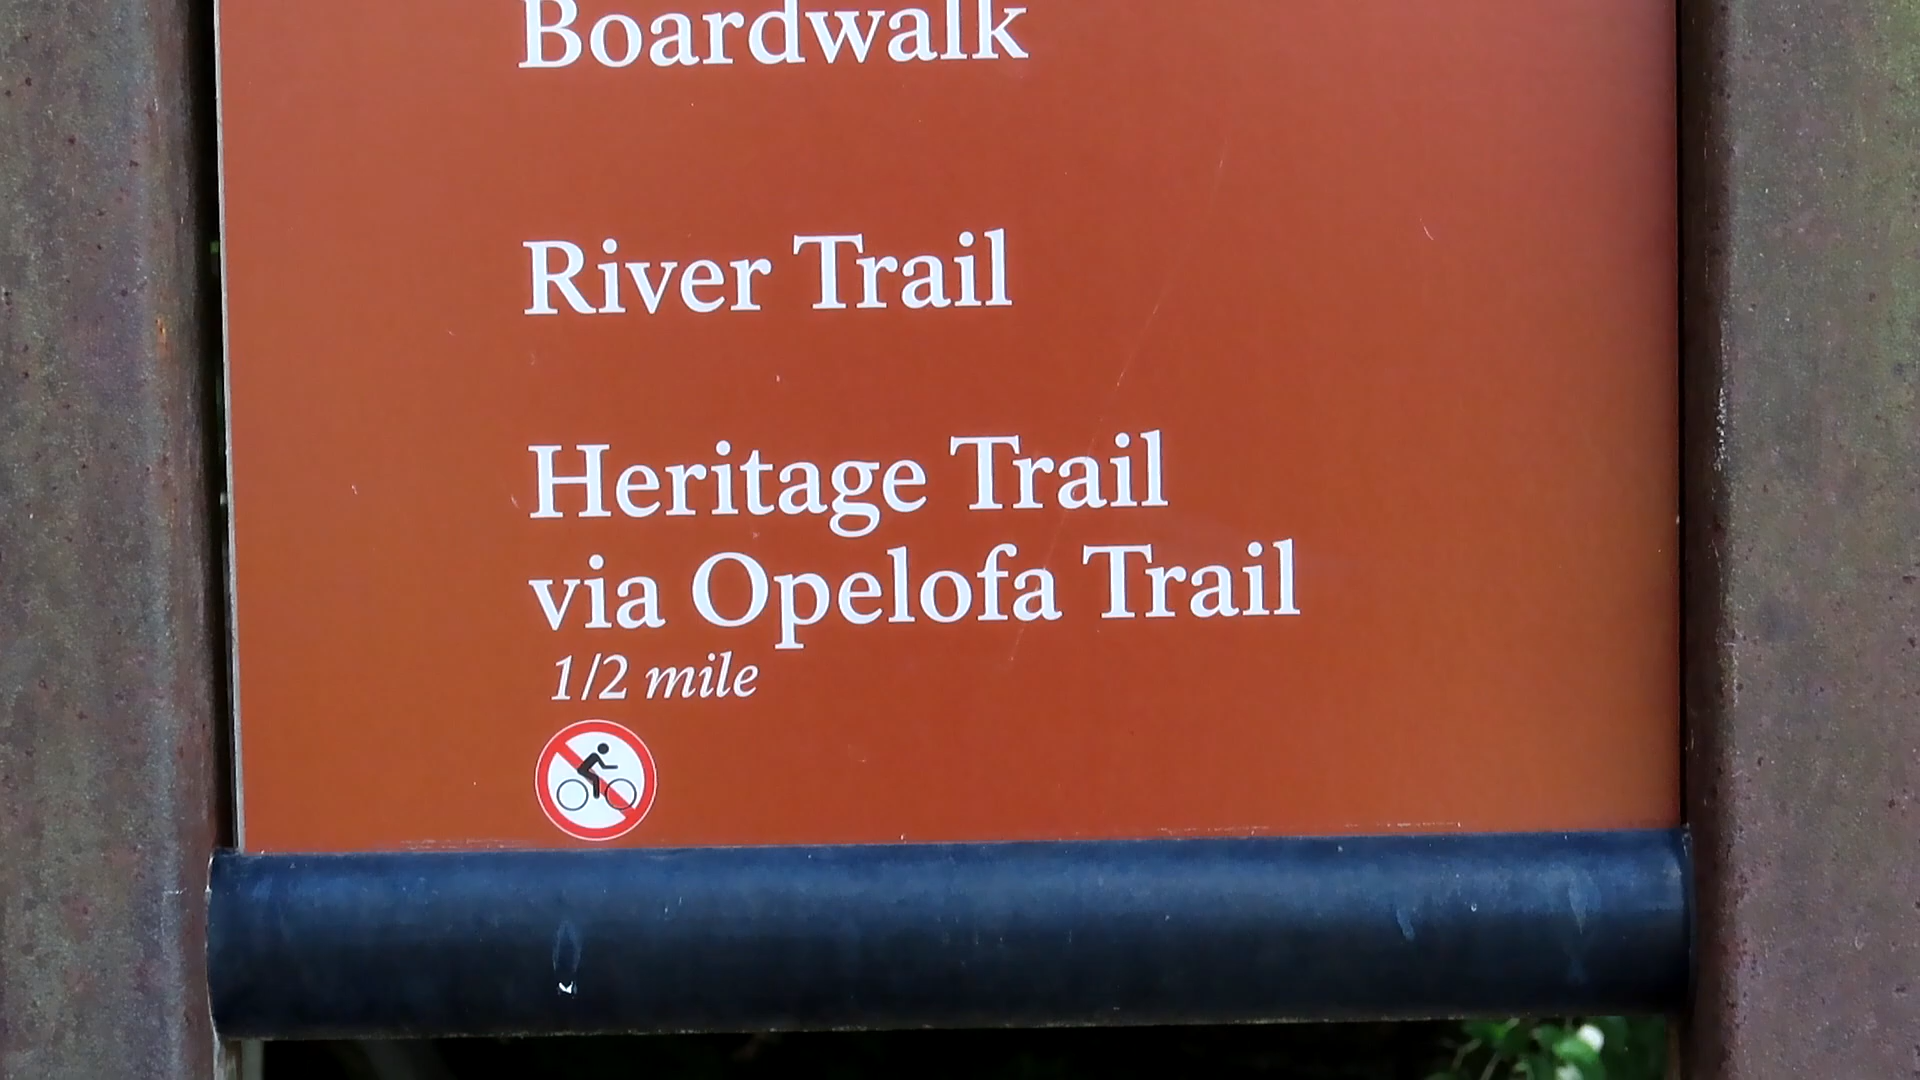 Boardwalk
River Trail
Heritage Trail
via Opelofa Trail
1/2 mile